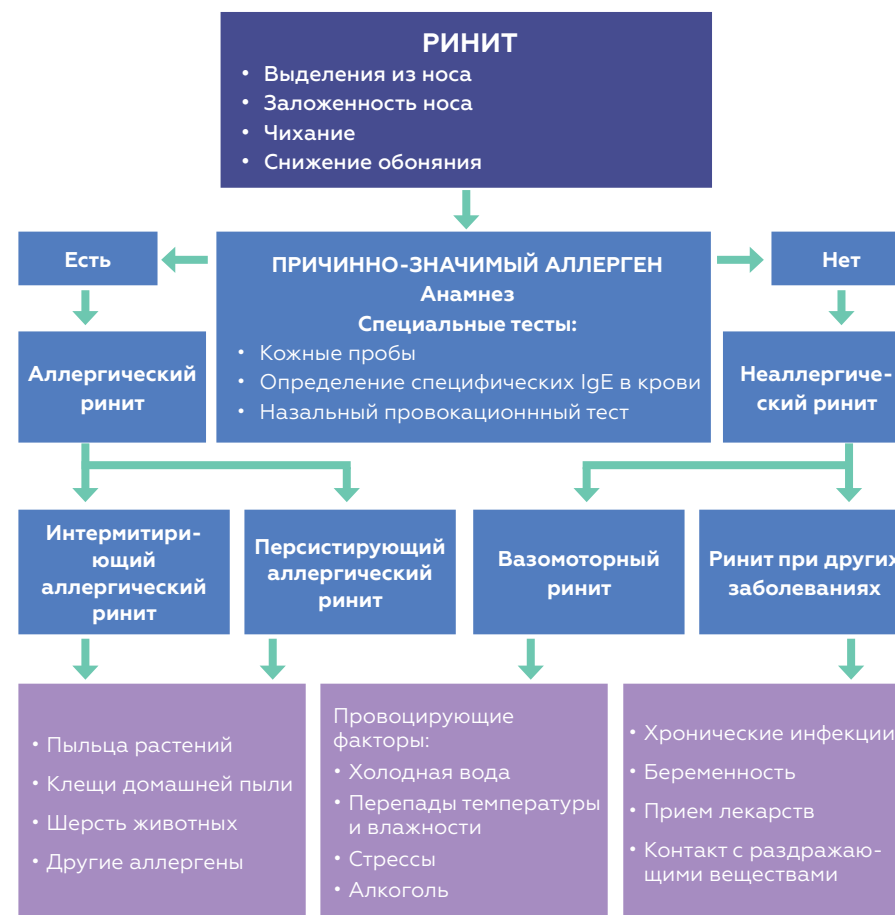 РИНИТ
• Выделения из носа
• Заложенность носа
• Чихание
• Снижение обоняния
Есть
ПРИЧИННО-ЗНАЧИМЫЙ АЛЛЕРГЕН
Анамнез
Специальные тесты:
• Кожные пробы
• Определение специфических IgE в крови
• Назальный провокационнный тест
Нет
Аллергический
ринит
Неаллергиче-
ский ринит
Интермитири-
ющий
аллергический
ринит
Персистирующий
аллергический
ринит
Вазомоторный
ринит
Ринит при других
заболеваниях
• Пыльца растений
• Клещи домашней пыли
• Шерсть животных
• Другие аллергены
Провоцирующие
факторы:
• Холодная вода
• Перепады температуры
и влажности
• Стрессы
• Алкоголь
• Хронические инфекции
• Беременность
• Прием лекарств
• Контакт с раздражаю-
щими веществами